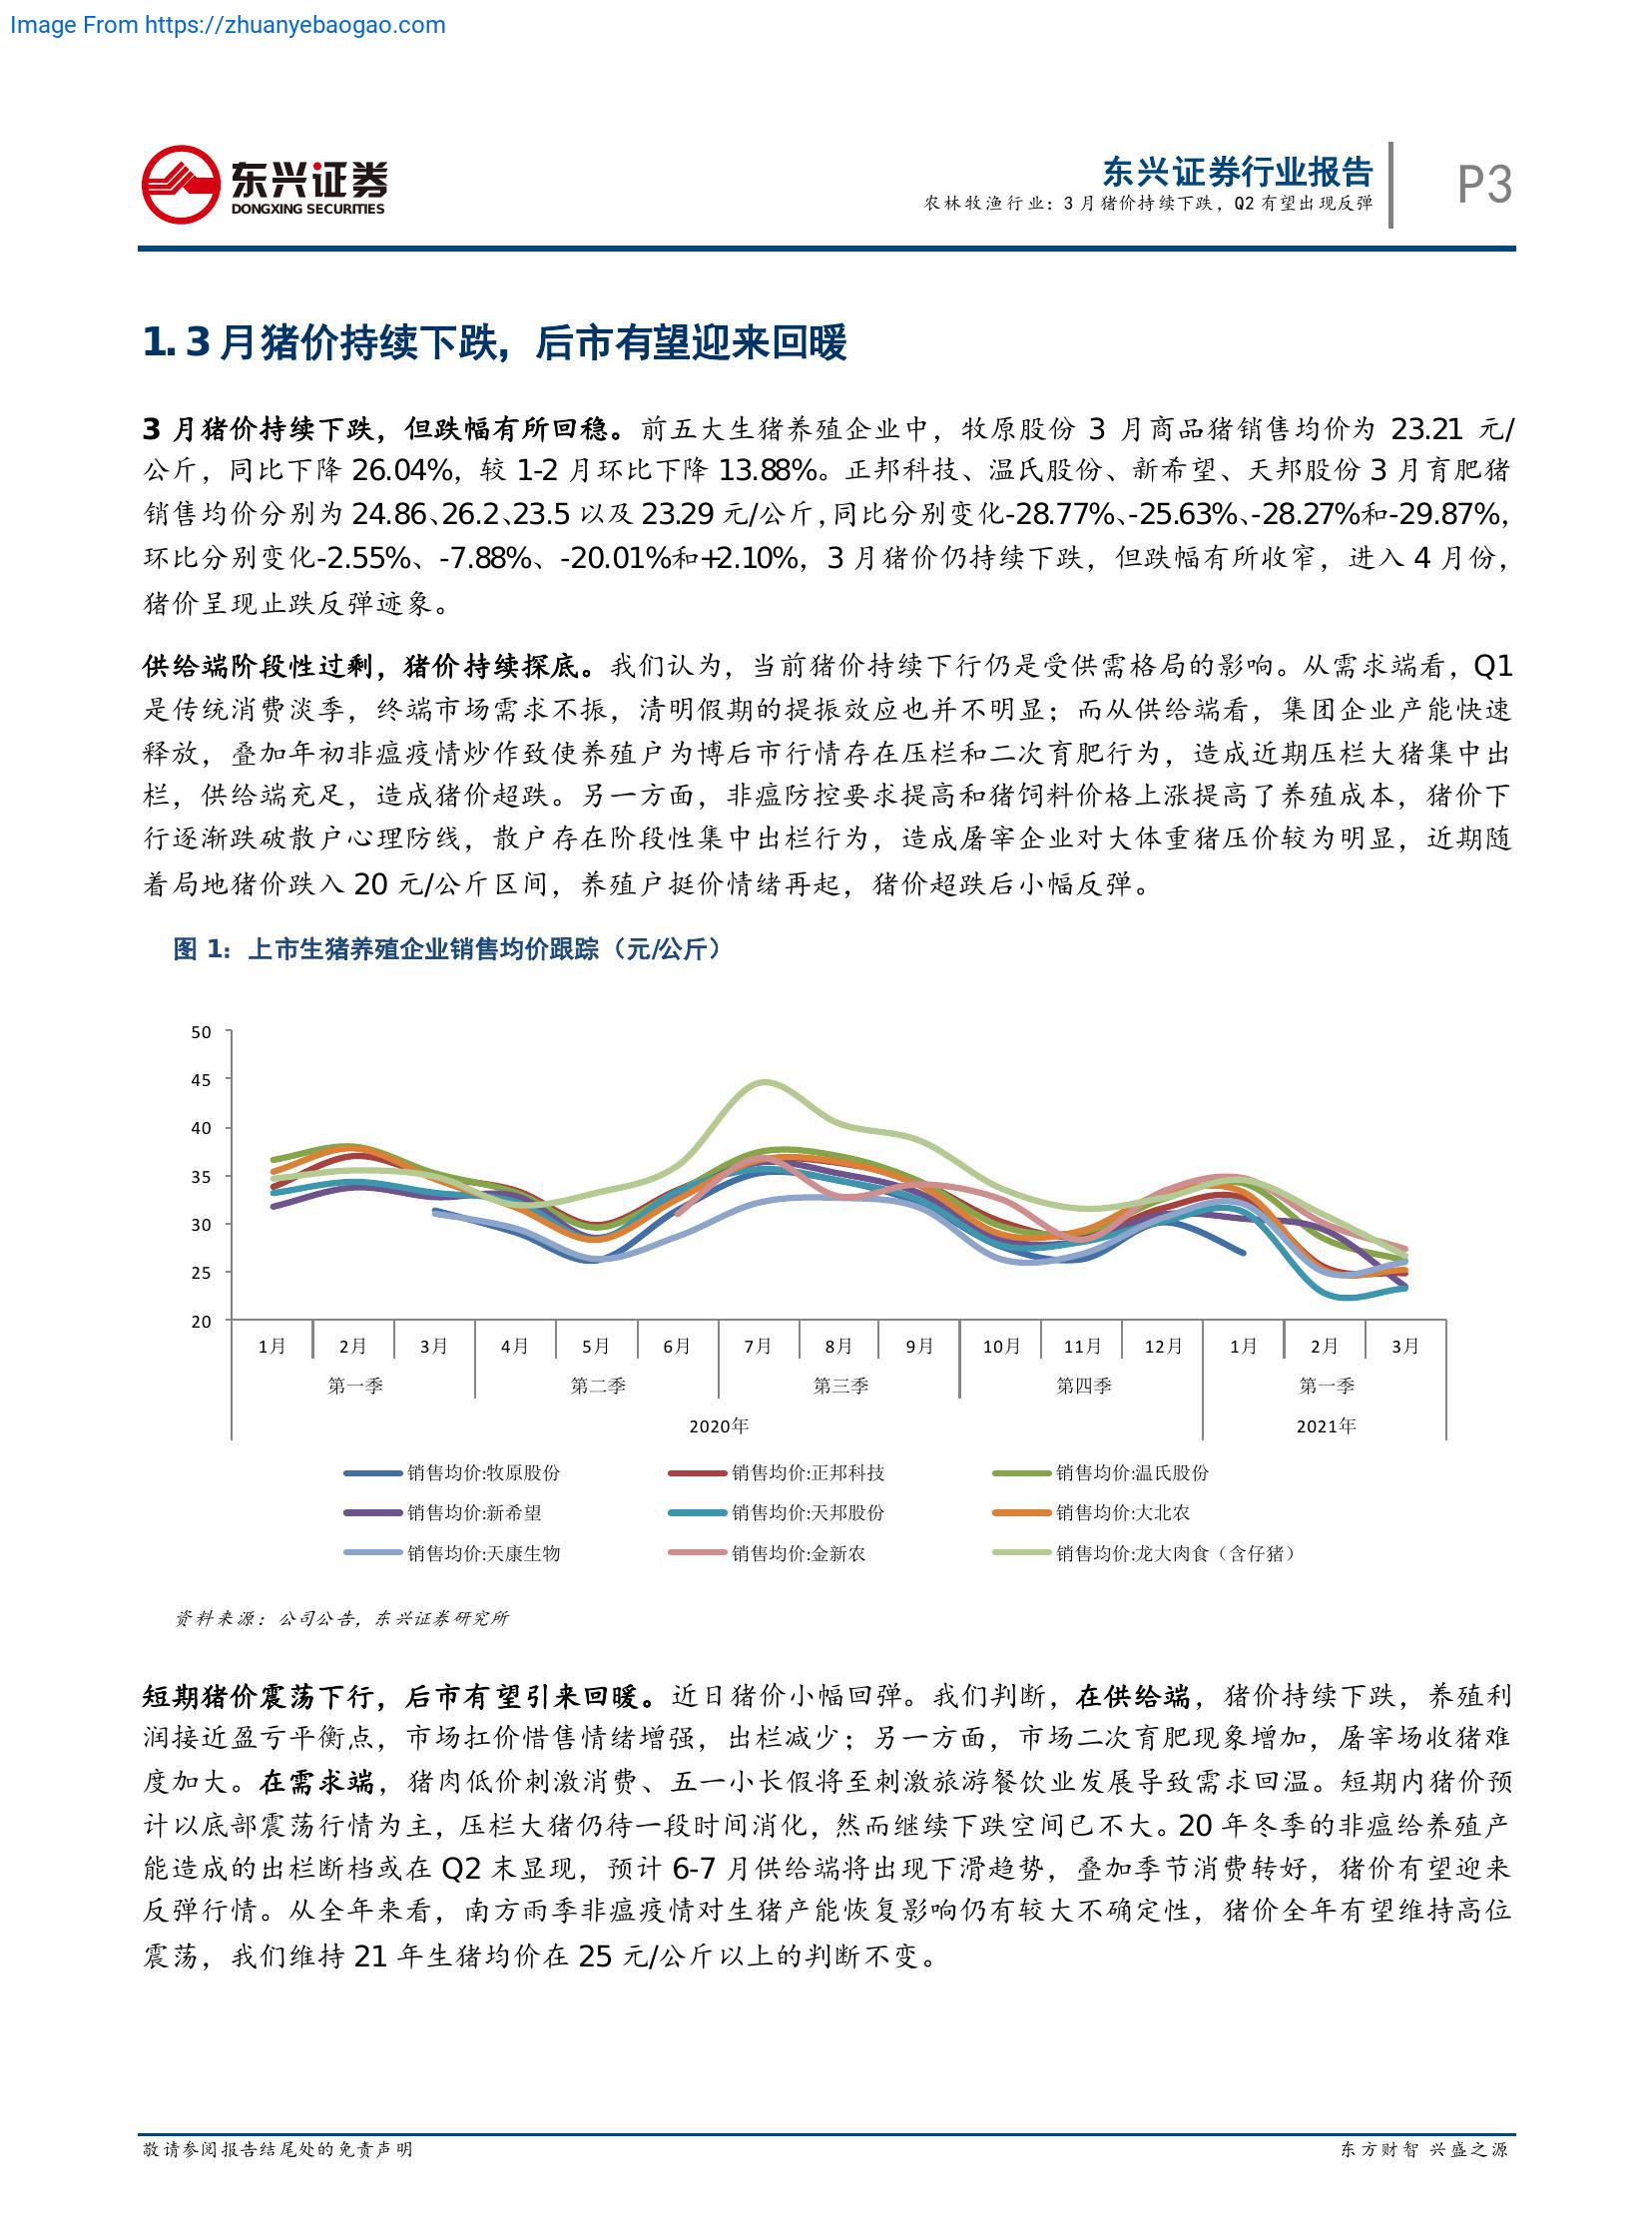 Image From https://zhuanyebaogao.com
东兴证券
DONGXING SECURITIES
东兴证券行业报告
农林牧渔行业：3 月猪价持续下跌，Q2 有望出现反弹
P3
1. 3 月猪价持续下跌，后市有望迎来回暖
3 月猪价持续下跌，但跌幅有所回稳。前五大生猪养殖企业中，牧原股份 3 月商品猪销售均价为 23.21 元/
公斤，同比下降 26.04%，较 1-2 月环比下降 13.88%。正邦科技、温氏股份、新希望、天邦股份 3 月育肥猪
销售均价分别为 24.86、26.2、23.5 以及 23.29 元/公斤，同比分别变化-28.77%、-25.63%、-28.27%和-29.87%，
环比分别变化-2.55%、-7.88%、-20.01%和+2.10%，3 月猪价仍持续下跌，但跌幅有所收窄，进入 4 月份，
猪价呈现止跌反弹迹象。
供给端阶段性过剩，猪价持续探底。我们认为，当前猪价持续下行仍是受供需格局的影响。从需求端看，Q1
是传统消费淡季，终端市场需求不振，清明假期的提振效应也并不明显；而从供给端看，集团企业产能快速
释放，叠加年初非瘟疫情炒作致使养殖户为博后市行情存在压栏和二次育肥行为，造成近期压栏大猪集中出
栏，供给端充足，造成猪价超跌。另一方面，非瘟防控要求提高和猪饲料价格上涨提高了养殖成本，猪价下
行逐渐跌破散户心理防线，散户存在阶段性集中出栏行为，造成屠宰企业对大体重猪压价较为明显，近期随
着局地猪价跌入 20 元/公斤区间，养殖户挺价情绪再起，猪价超跌后小幅反弹。
图 1：上市生猪养殖企业销售均价跟踪（元/公斤）
50
45
40
35
30
25
20
1月 2月 3月 4月 5月 6月 7月 8月 9月 10月 11月 12月 1月 2月 3月
第一季 第二季 第三季 第四季 第一季
2020年 2021年
销售均价:牧原股份 销售均价:正邦科技 销售均价:温氏股份
销售均价:新希望 销售均价:天邦股份 销售均价:大北农
销售均价:天康生物 销售均价:金新农 销售均价:龙大肉食（含仔猪）
资料来源：公司公告，东兴证券研究所
短期猪价震荡下行，后市有望引来回暖。近日猪价小幅回弹。我们判断，在供给端，猪价持续下跌，养殖利
润接近盈亏平衡点，市场扛价惜售情绪增强，出栏减少；另一方面，市场二次育肥现象增加，屠宰场收猪难
度加大。在需求端，猪肉低价刺激消费、五一小长假将至刺激旅游餐饮业发展导致需求回温。短期内猪价预
计以底部震荡行情为主，压栏大猪仍待一段时间消化，然而继续下跌空间已不大。20 年冬季的非瘟给养殖产
能造成的出栏断档或在 Q2 末显现，预计 6-7 月供给端将出现下滑趋势，叠加季节消费转好，猪价有望迎来
反弹行情。从全年来看，南方雨季非瘟疫情对生猪产能恢复影响仍有较大不确定性，猪价全年有望维持高位
震荡，我们维持 21 年生猪均价在 25 元/公斤以上的判断不变。
敬请参阅报告结尾处的免责声明
东方财智 兴盛之源